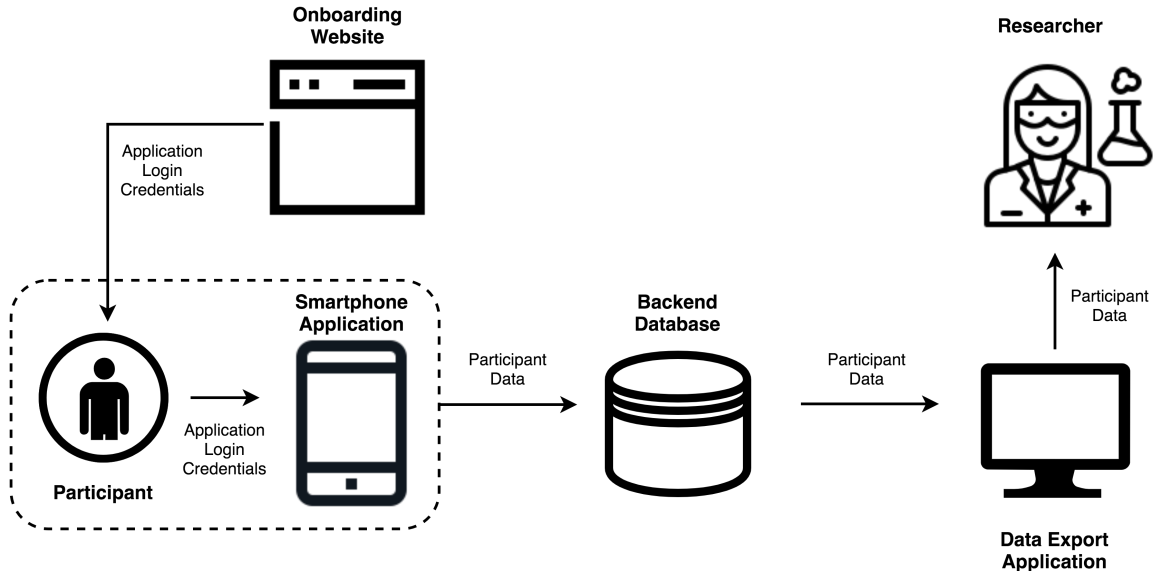 Onboarding
Website
Researcher
Application
Login
Credentials
Participant
Data
Smartphone
Application
Backend
Database
Participant
Data
Participant
Data
Application
Login
Credentials
Participant
Data Export
Application